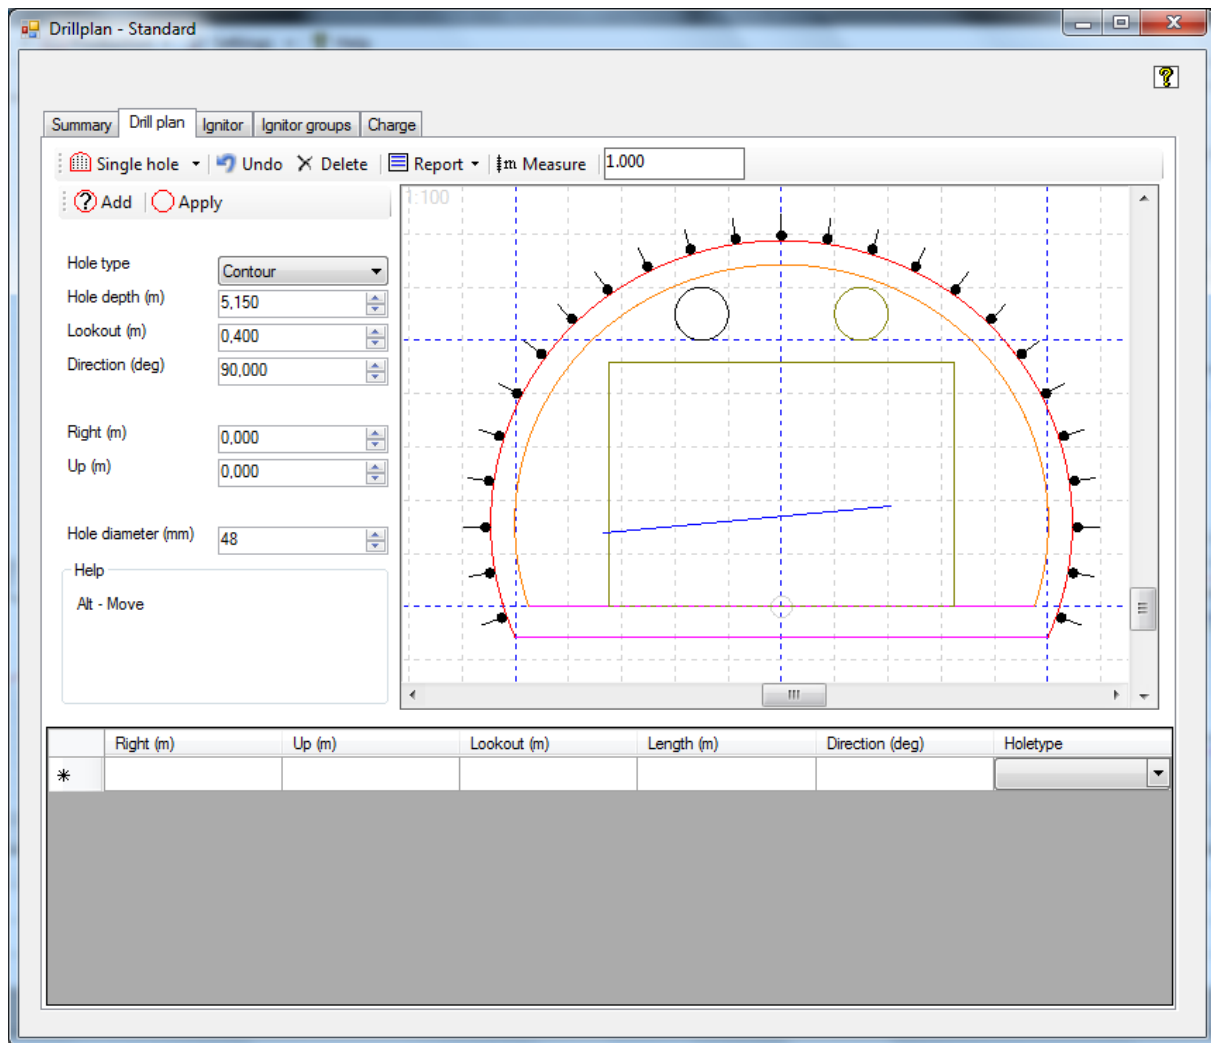 Drillplan - Standard
Summary Drill plan Ignitor Ignitor groups Charge
Single hole Undo Delete Report m Measure 1.000
Add Apply
1:100
Hole type Contour
Hole depth (m) 5,150
Lookout (m) 0,400
Direction (deg) 90,000
Right (m) 0,000
Up (m) 0,000
Hole diameter (mm) 48
Help
Alt - Move
Right (m) Up (m) Lookout (m) Length (m) Direction (deg) Holetype